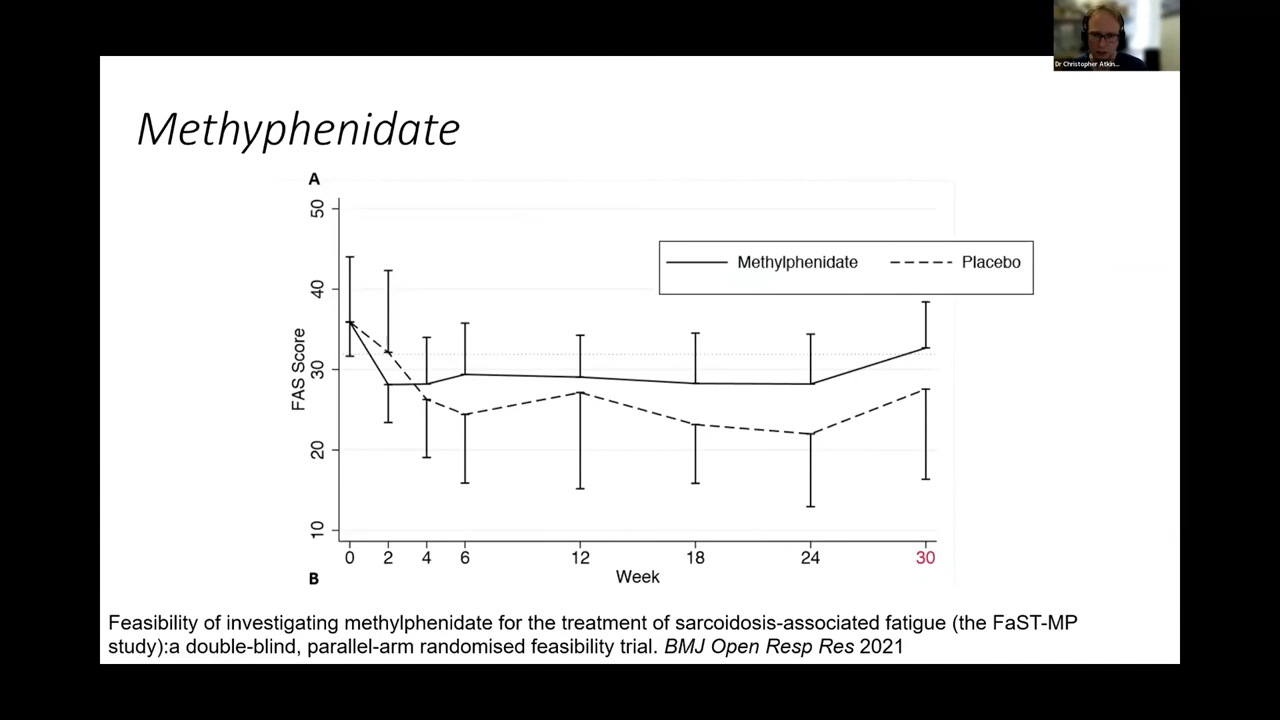 Dr Christopher Atkin...
Methyphenidate
A
50
40
30
20
10
FAS Score
Methylphenidate Placebo
0 2 4 6 12 18 24 30
Week
B
Feasibility of investigating methylphenidate for the treatment of sarcoidosis-associated fatigue (the FaST-MP
study):a double-blind, parallel-arm randomised feasibility trial. BMJ Open Resp Res 2021